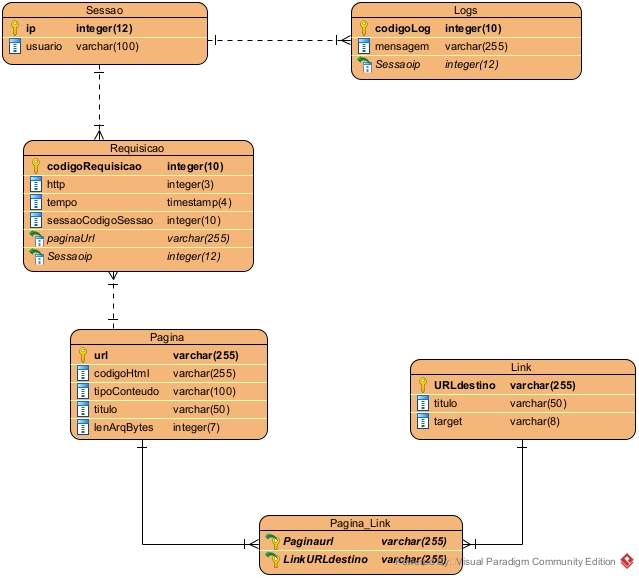 Sessao
ip integer(12)
usuario varchar(100)
Logs
codigoLog integer(10)
mensagem varchar(255)
Sessaoip integer(12)
Requisicao
codigoRequisicao integer(10)
http integer(3)
tempo timestamp(4)
sessaoCodigoSessao integer(10)
paginaUrl varchar(255)
Sessaoip integer(12)
Pagina
url varchar(255)
codigoHtml varchar(255)
tipoConteudo varchar(100)
titulo varchar(50)
lenArqBytes integer(7)
Link
URLdestino varchar(255)
titulo varchar(50)
target varchar(8)
Pagina_Link
Paginaurl varchar(255)
LinkURLdestino varchar(255)
Visual Paradigm Community Edition